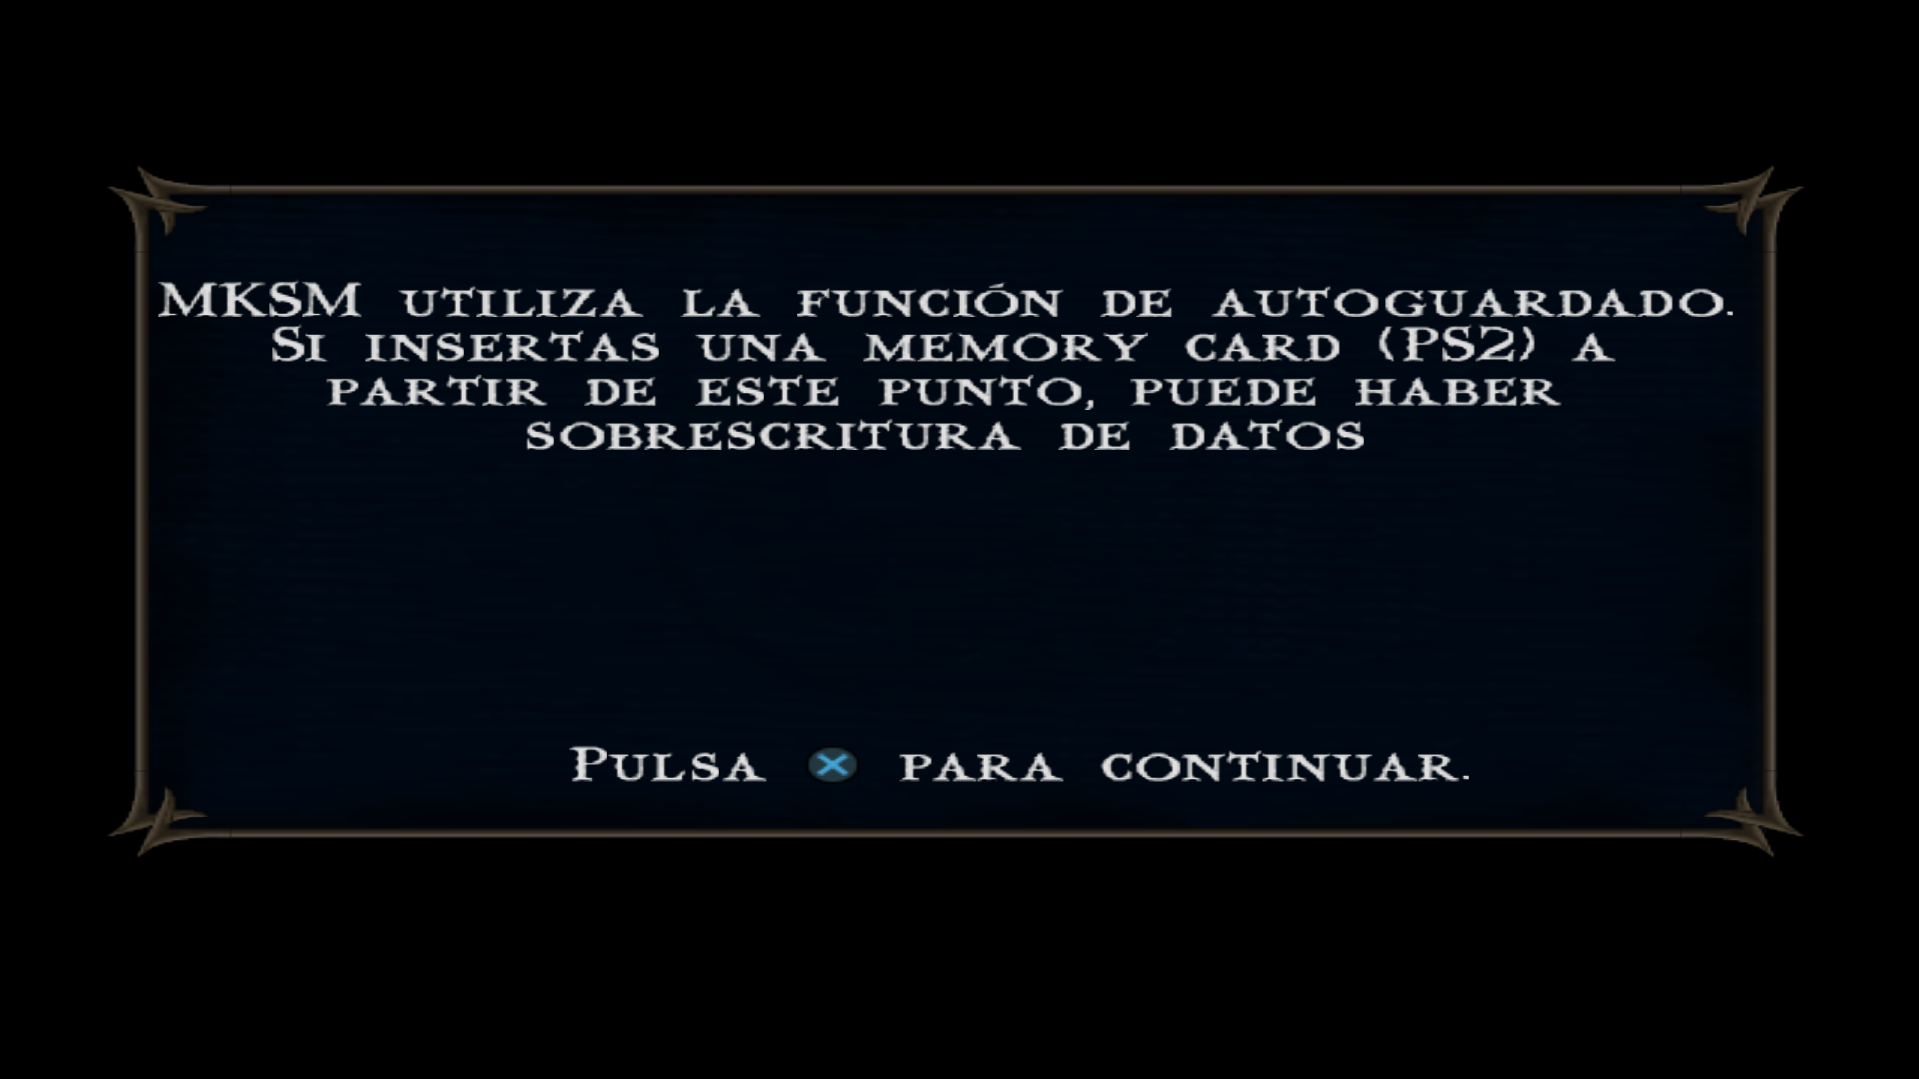 MKSM utiliza la función de autoguardado.
Si insertas una memory card (PS2) a
partir de este punto, puede haber
sobrescritura de datos
Pulsa para continuar.